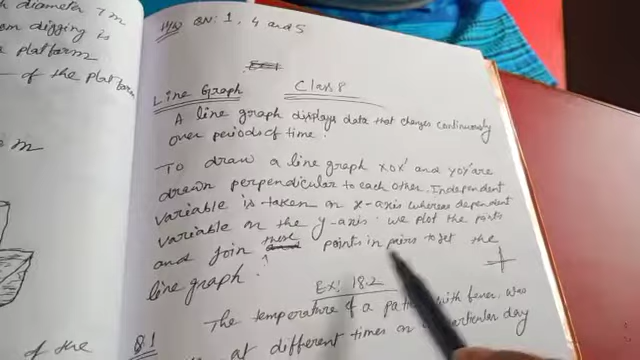 h diameter 7 m
m digging is
platform
of the platform
m
of the
H/W QN: 1, 4 and 5
Line Graph Class 8
A line graph displays data that changes continuously
over periods of time.
To draw a line graph XOX' and YOY' are
drawn perpendicular to each other. Independent
variable is taken on x-axis whereas dependent
variable on the y-axis. we plot the points
and join these points in pairs to get the
line graph.
Ex: 18.2
Q1 The temperature of a with fever was
at different times on particular day